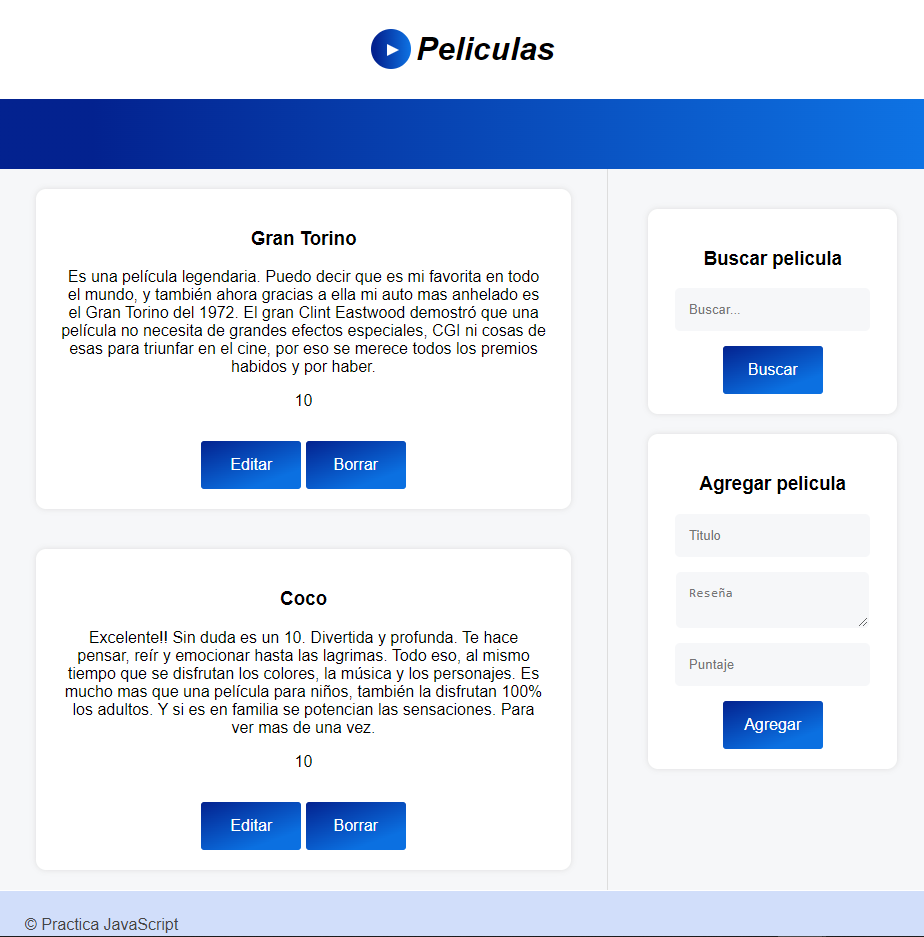 Peliculas
Gran Torino
Es una película legendaria. Puedo decir que es mi favorita en todo
el mundo, y también ahora gracias a ella mi auto mas anhelado es
el Gran Torino del 1972. El gran Clint Eastwood demostró que una
película no necesita de grandes efectos especiales, CGI ni cosas de
esas para triunfar en el cine, por eso se merece todos los premios
habidos y por haber.
10
Editar
Borrar
Coco
Excelente!! Sin duda es un 10. Divertida y profunda. Te hace
pensar, reír y emocionar hasta las lagrimas. Todo eso, al mismo
tiempo que se disfrutan los colores, la música y los personajes. Es
mucho mas que una película para niños, también la disfrutan 100%
los adultos. Y si es en familia se potencian las sensaciones. Para
ver mas de una vez.
10
Editar
Borrar
Buscar pelicula
Buscar...
Buscar
Agregar pelicula
Titulo
Reseña
Puntaje
Agregar
© Practica JavaScript